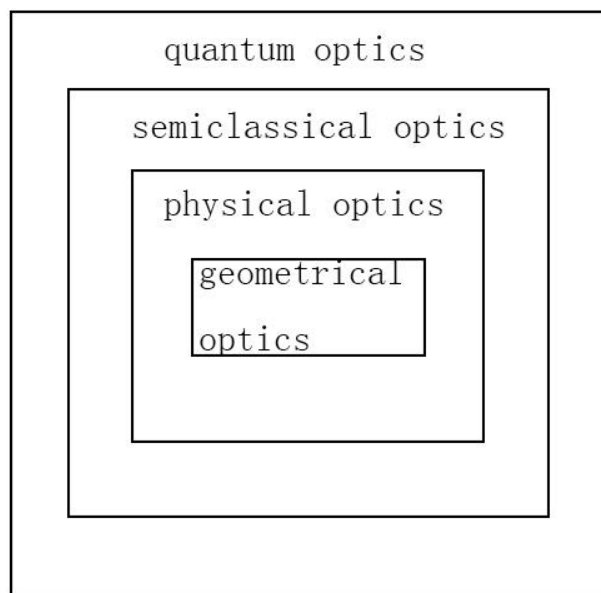 quantum optics
semiclassical optics
physical optics
geometrical
optics